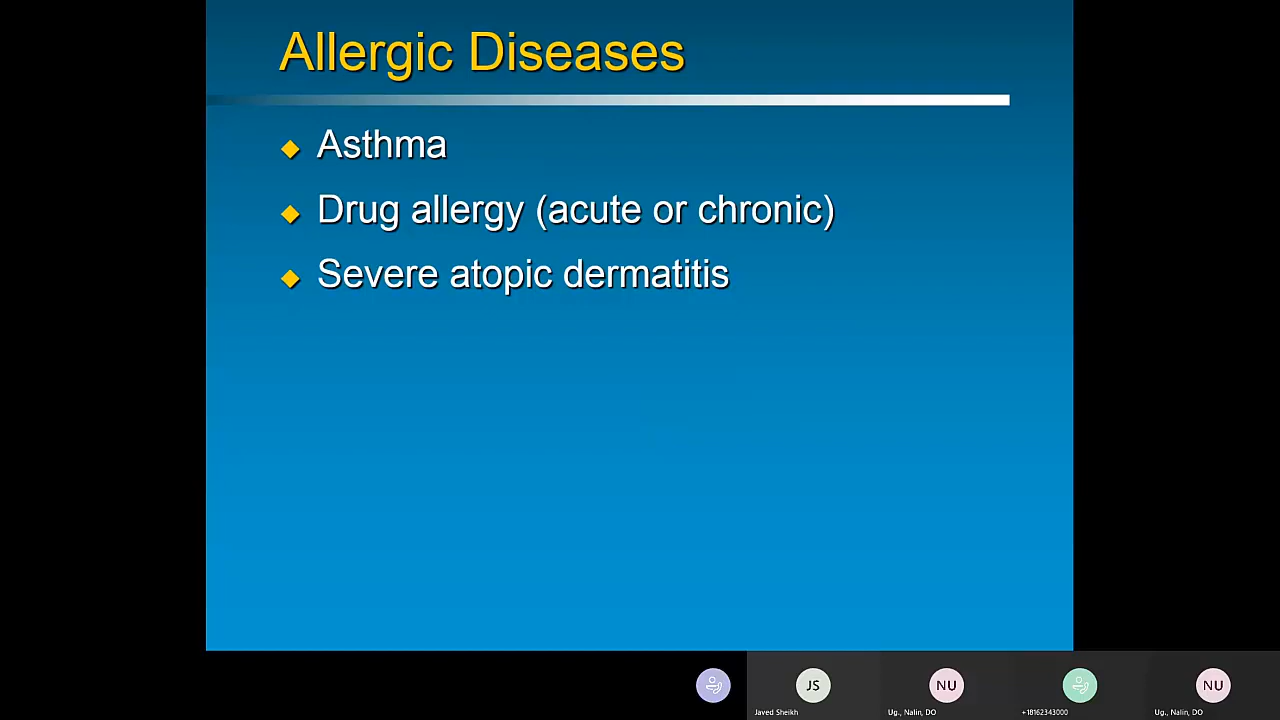 Allergic Diseases
Asthma
Drug allergy (acute or chronic)
Severe atopic dermatitis
JS
NU
NU
Javed Sheikh
Ug., Nalin, DO
+18162343000
Ug., Nalin, DO